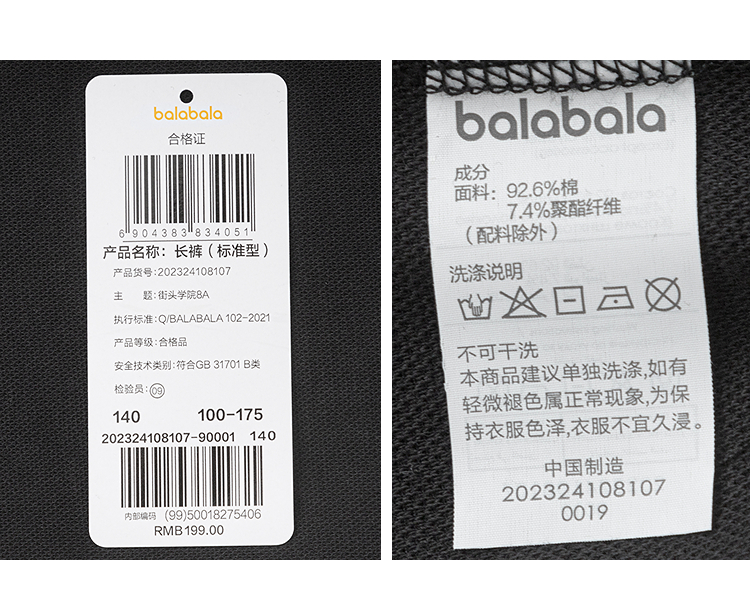 balabala
合格证
6 904383 834051
产品名称：长裤（标准型）
产品货号：202324108107
主 题：街头学院8A
执行标准：Q/BALABALA 102-2021
产品等级：合格品
安全技术类别：符合GB 31701 B类
检验员：09
140 100-175
202324108107-90001 140
内部编码 (99)50018275406
RMB199.00
balabala
成分
面料：92.6%棉
7.4%聚酯纤维
（配料除外）
洗涤说明
不可干洗
本商品建议单独洗涤，如有
轻微褪色属正常现象，为保
持衣服色泽，衣服不宜久浸。
中国制造
202324108107
0019